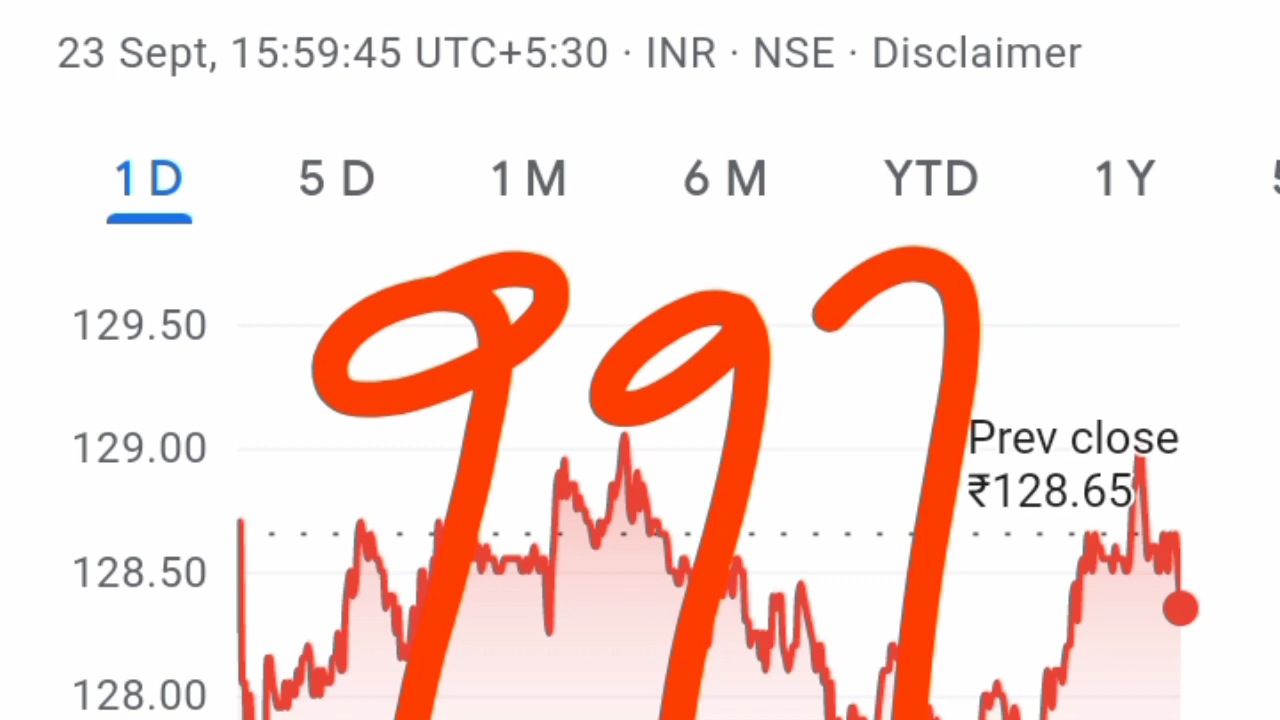 23 Sept, 15:59:45 UTC+5:30 · INR · NSE · Disclaimer
1 D 5 D 1 M 6 M YTD 1 Y
997
129.50
129.00
Prev close
₹128.65
128.50
128.00